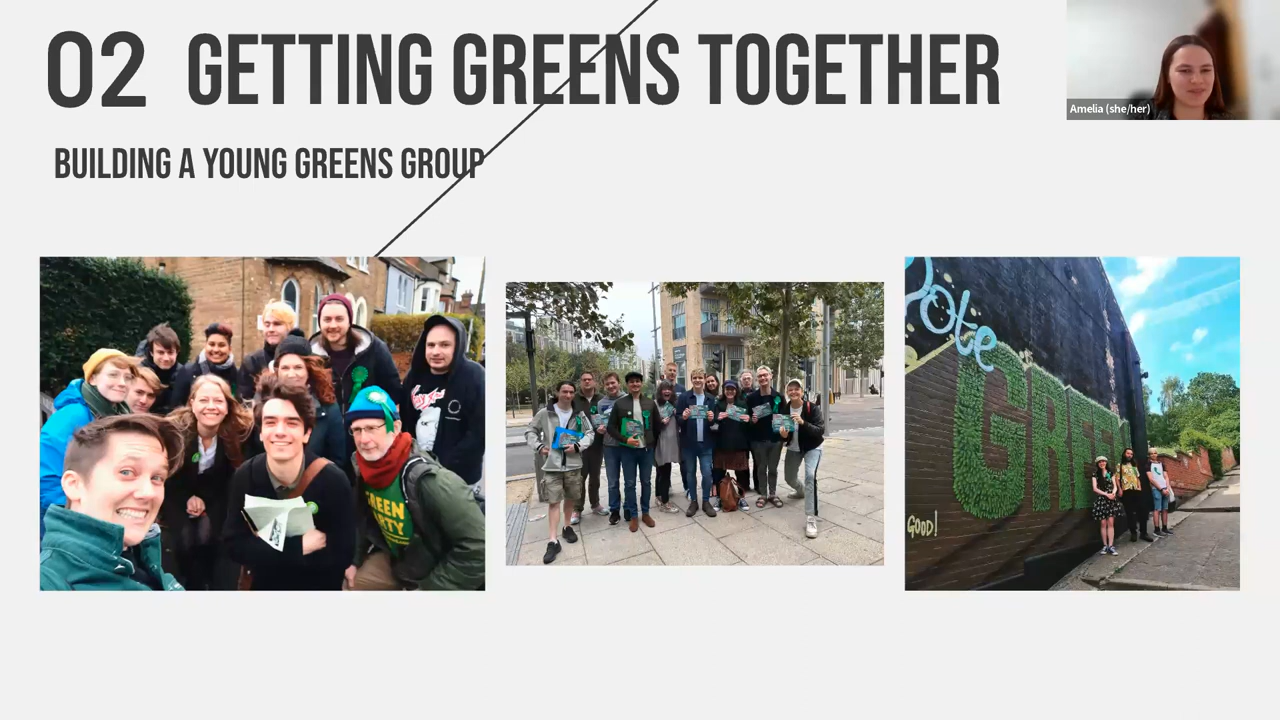 02 GETTING GREENS TOGETHER
Amelia (she/her)
BUILDING A YOUNG GREENS GROUP
GREEN
PARTY
Vote
GREEN
GOOD!